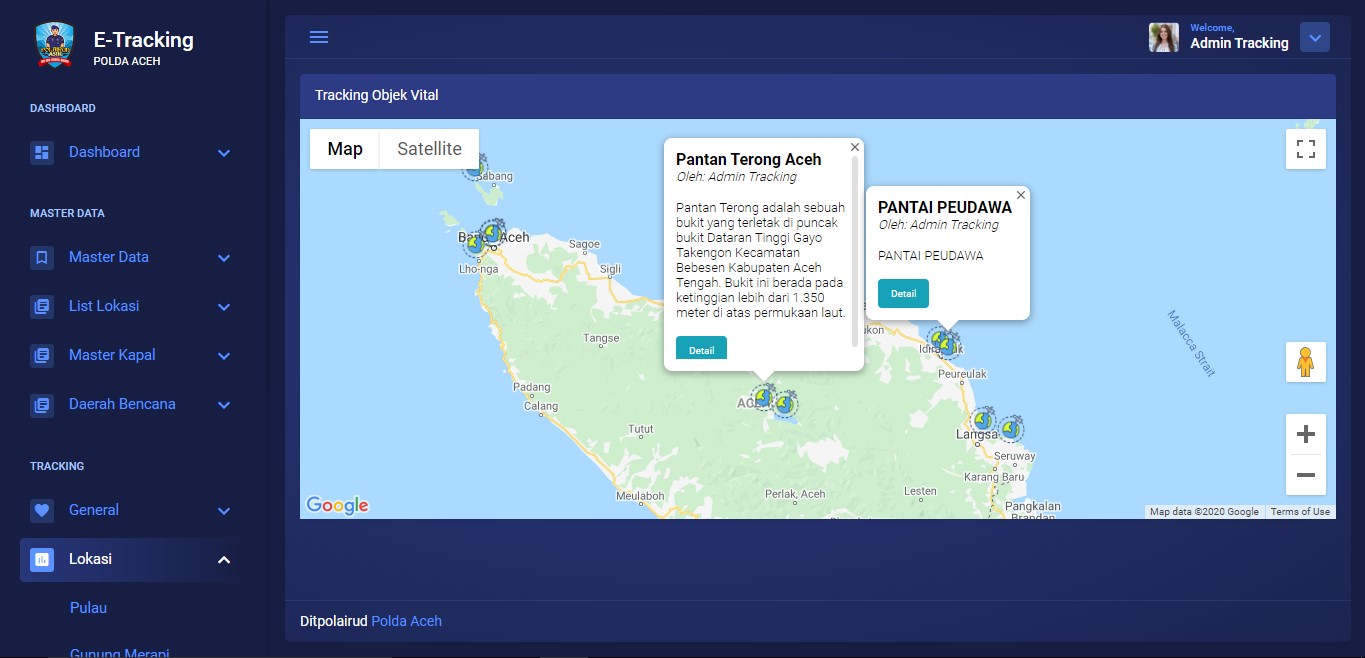 E-Tracking
POLDA ACEH
DASHBOARD
Dashboard
MASTER DATA
Master Data
List Lokasi
Master Kapal
Daerah Bencana
TRACKING
General
Lokasi
Pulau
Gunung Merapi
Welcome,
Admin Tracking
Tracking Objek Vital
Map
Satellite
Pantan Terong Aceh
Oleh: Admin Tracking
Pantan Terong adalah sebuah
bukit yang terletak di puncak
bukit Dataran Tinggi Gayo
Takengon Kecamatan
Bebesen Kabupaten Aceh
Tengah. Bukit ini berada pada
ketinggian lebih dari 1.350
meter di atas permukaan laut.
Detail
PANTAI PEUDAWA
Oleh: Admin Tracking
PANTAI PEUDAWA
Detail
Sabang
Aceh
Lho-nga
Sagoe
Sigli
Tangse
Padang
Calang
Tutut
Meulaboh
Perlak, Aceh
Lesten
Peureulak
Langsa
Seruway
Karang Baru
Pangkalan
Brandan
Malacca Strait
Google
Map data ©2020 Google
Terms of Use
Ditpolairud Polda Aceh